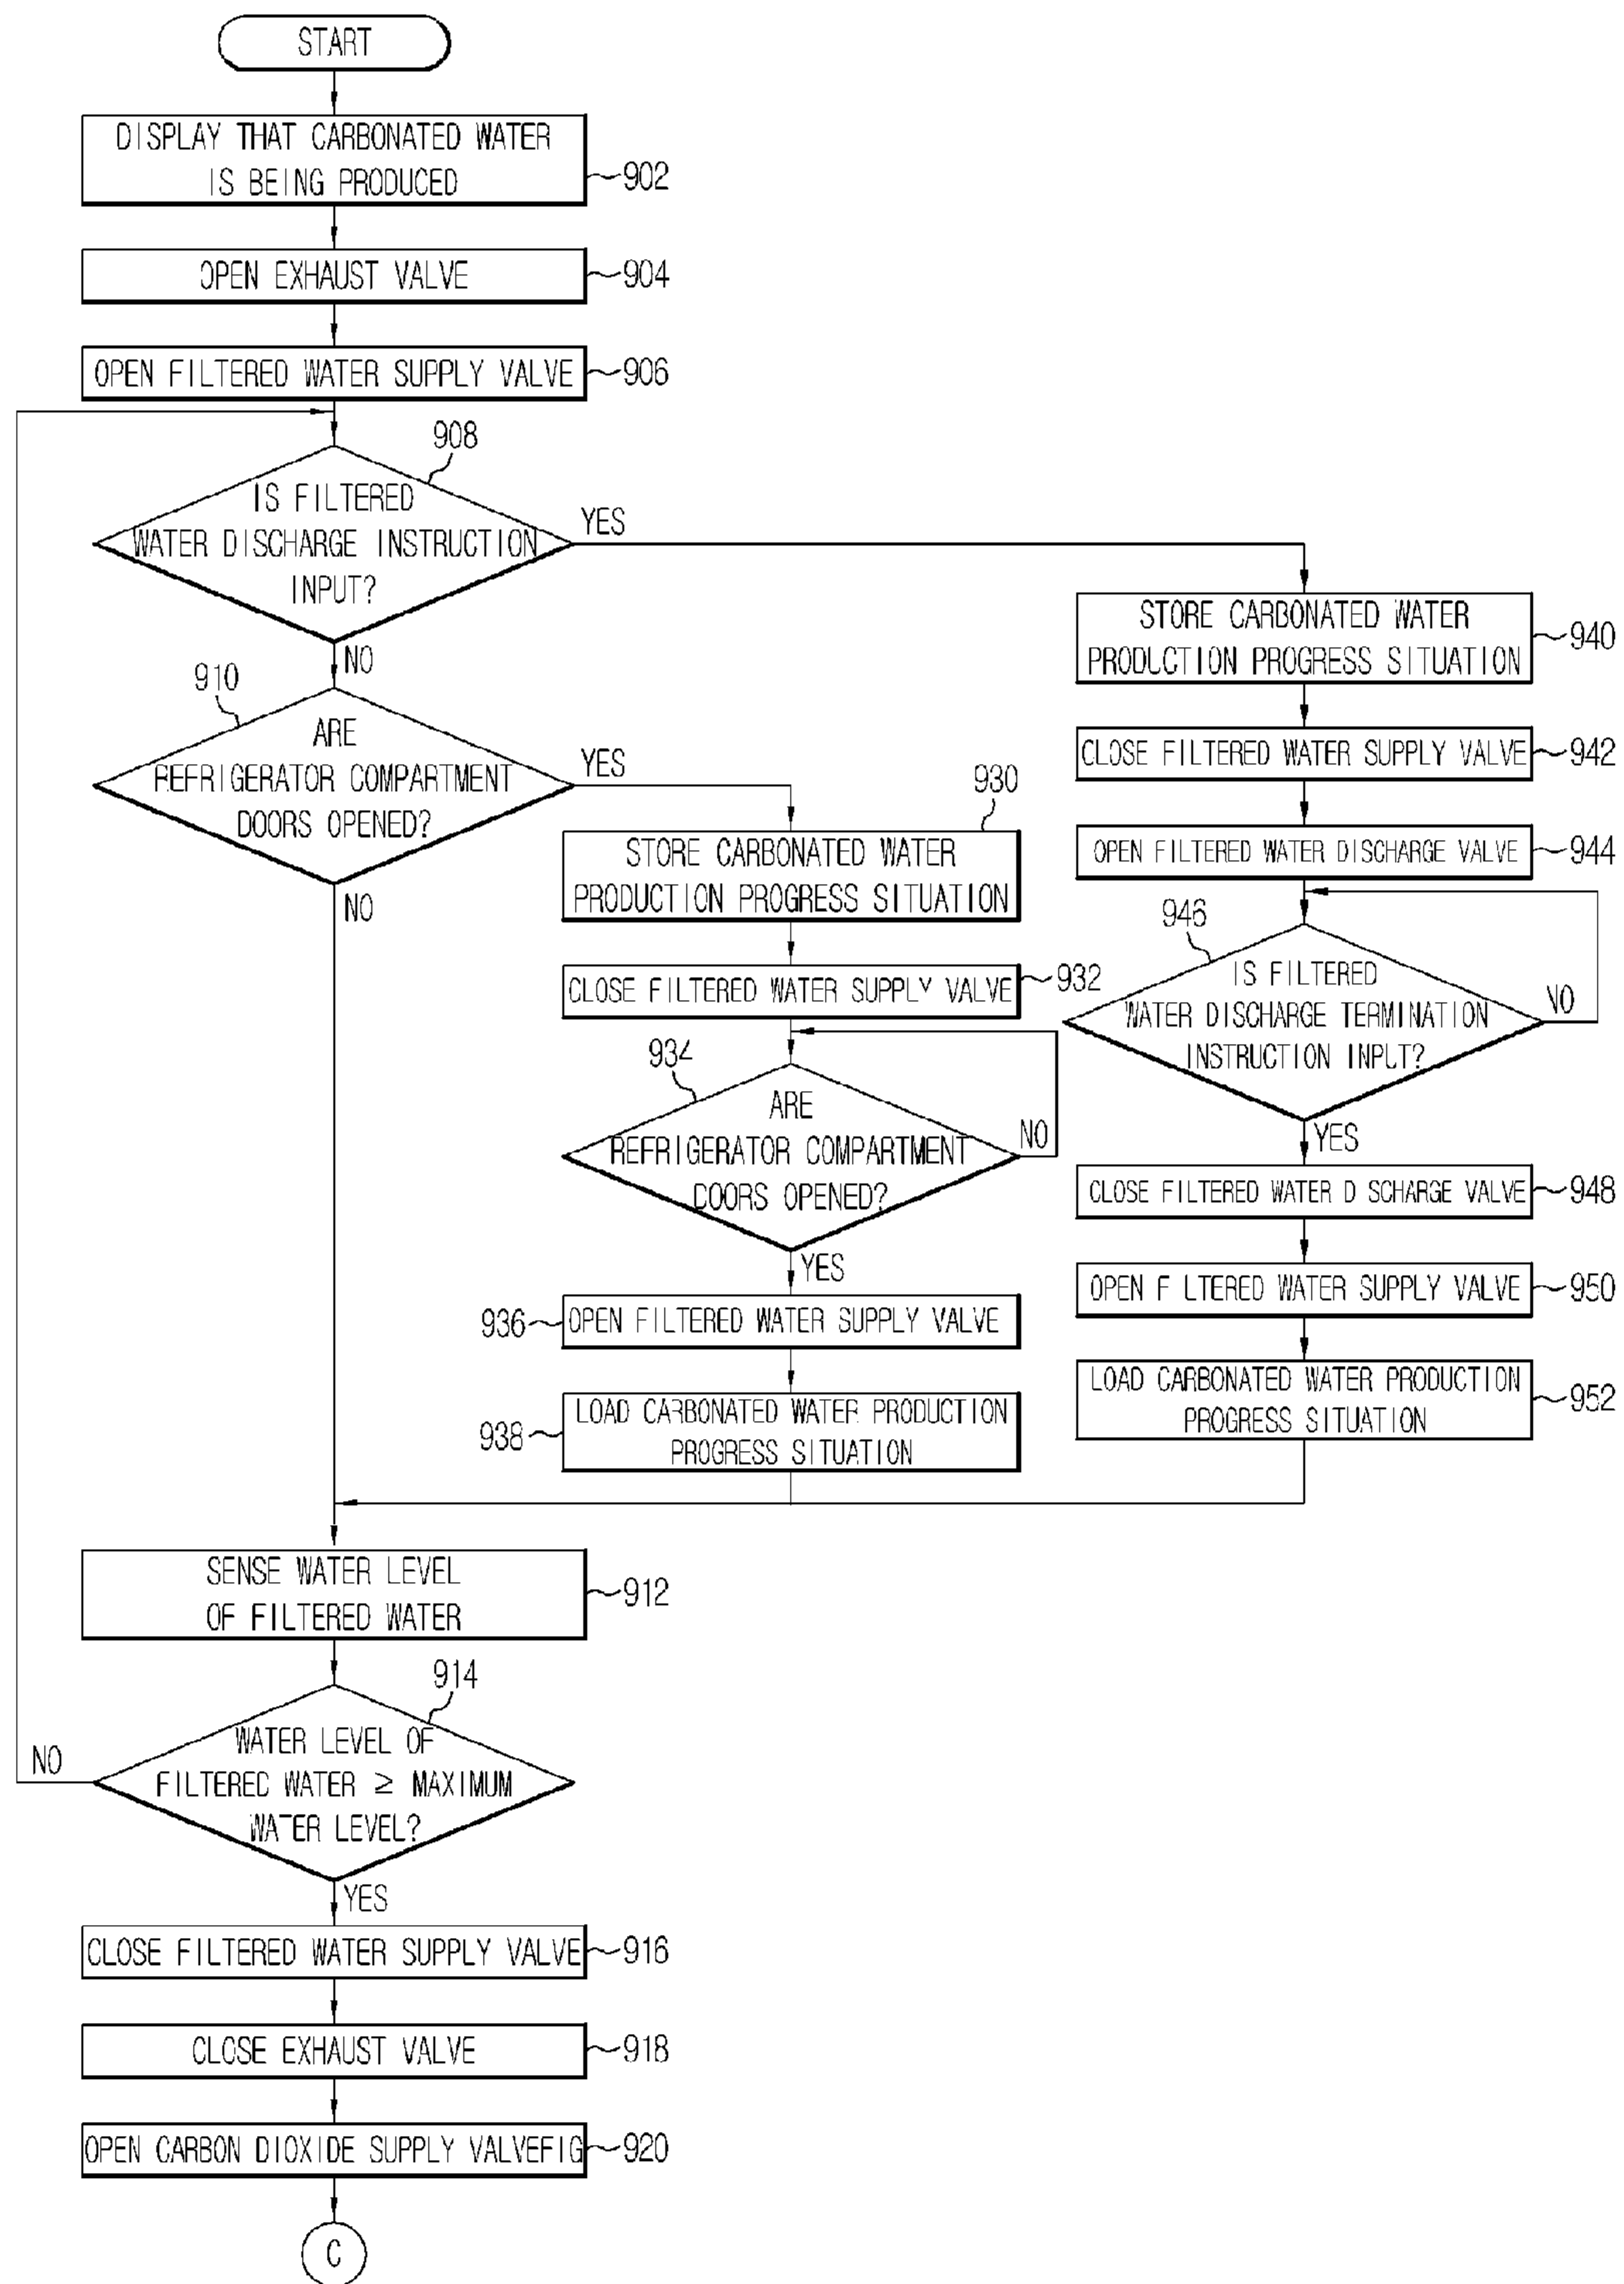 START
DISPLAY THAT CARBONATED WATER
IS BEING PRODUCED
902
OPEN EXHAUST VALVE
904
OPEN FILTERED WATER SUPPLY VALVE
906
908
IS FILTERED
WATER DISCHARGE INSTRUCTION
INPUT?
YES
NO
910
ARE
REFRIGERATOR COMPARTMENT
DOORS OPENED?
YES
NO
930
STORE CARBONATED WATER
PRODUCTION PROGRESS SITUATION
CLOSE FILTERED WATER SUPPLY VALVE
932
934
ARE
REFRIGERATOR COMPARTMENT
DOORS OPENED?
NO
YES
936
OPEN FILTERED WATER SUPPLY VALVE
938
LOAD CARBONATED WATER PRODUCTION
PROGRESS SITUATION
STORE CARBONATED WATER
PRODUCTION PROGRESS SITUATION
940
CLOSE FILTERED WATER SUPPLY VALVE
942
OPEN FILTERED WATER DISCHARGE VALVE
944
946
IS FILTERED
WATER DISCHARGE TERMINATION
INSTRUCTION INPUT?
NO
YES
CLOSE FILTERED WATER D SCHARGE VALVE
948
OPEN F LTERED WATER SUPPLY VALVE
950
LOAD CARBONATED WATER PRODUCTION
PROGRESS SITUATION
952
SENSE WATER LEVEL
OF FILTERED WATER
912
914
WATER LEVEL OF
FILTERED WATER ≥ MAXIMUM
WATER LEVEL?
NO
YES
CLOSE FILTERED WATER SUPPLY VALVE
916
CLOSE EXHAUST VALVE
918
OPEN CARBON DIOXIDE SUPPLY VALVEFIG
920
C